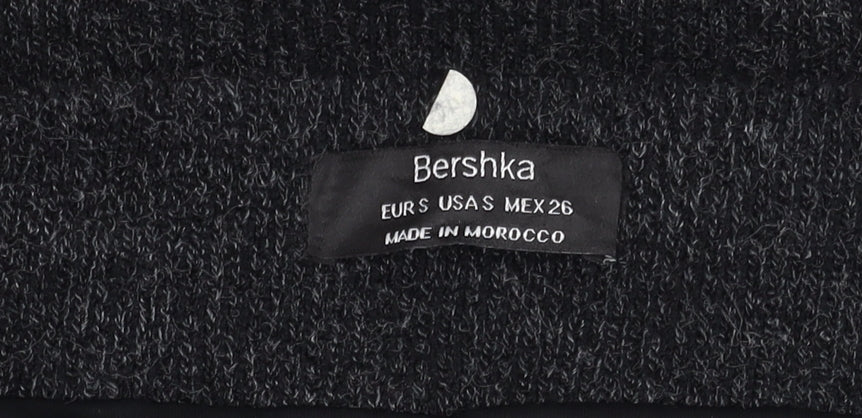 Bershka
EUR S USA S MEX 26
MADE IN MOROCCO